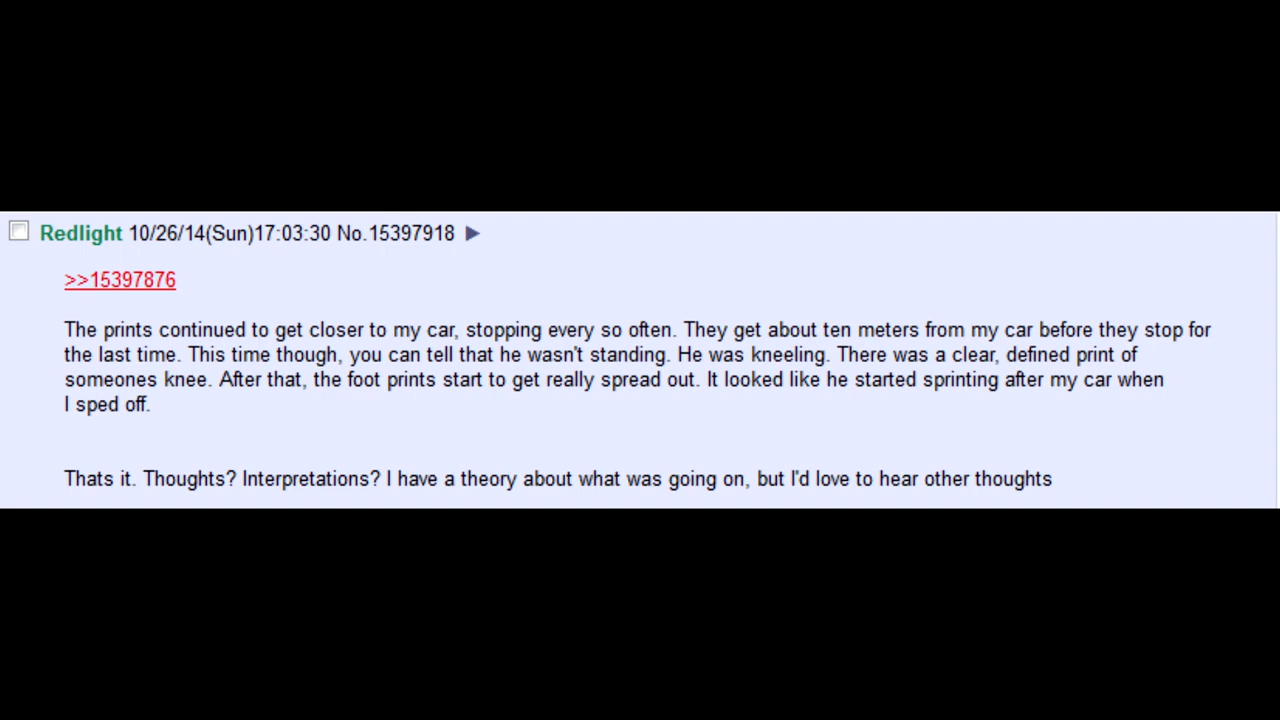 Redlight 10/26/14(Sun)17:03:30 No.15397918
>>15397876
The prints continued to get closer to my car, stopping every so often. They get about ten meters from my car before they stop for
the last time. This time though, you can tell that he wasn't standing. He was kneeling. There was a clear, defined print of
someones knee. After that, the foot prints start to get really spread out. It looked like he started sprinting after my car when
I sped off.
Thats it. Thoughts? Interpretations? I have a theory about what was going on, but I'd love to hear other thoughts